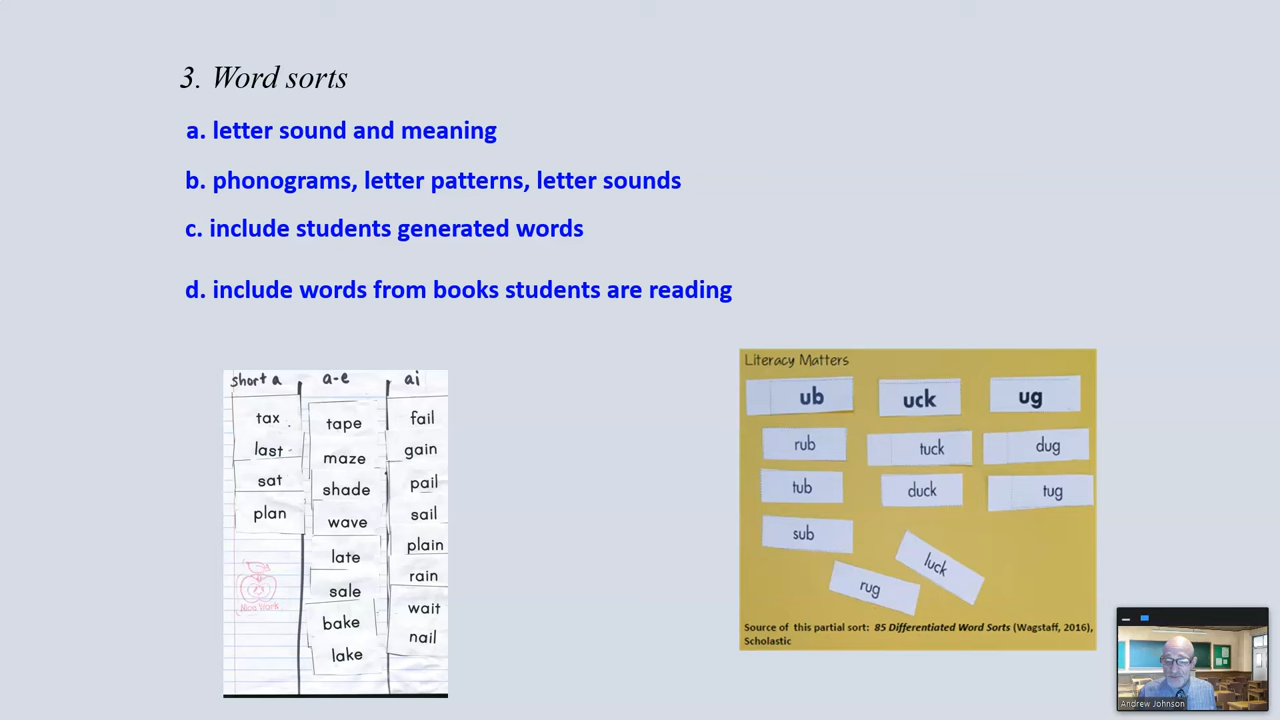 3. Word sorts
a. letter sound and meaning
b. phonograms, letter patterns, letter sounds
c. include students generated words
d. include words from books students are reading
short a
tax
last
sat
plan
Nice Work
a-e
tape
maze
shade
wave
late
sale
bake
lake
ai
fail
gain
pail
sail
plain
rain
wait
nail
Literacy Matters
ub
uck
ug
rub
tuck
dug
tub
duck
tug
sub
luck
rug
Source of this partial sort: 85 Differentiated Word Sorts (Wagstaff, 2016),
Scholastic
Andrew Johnson